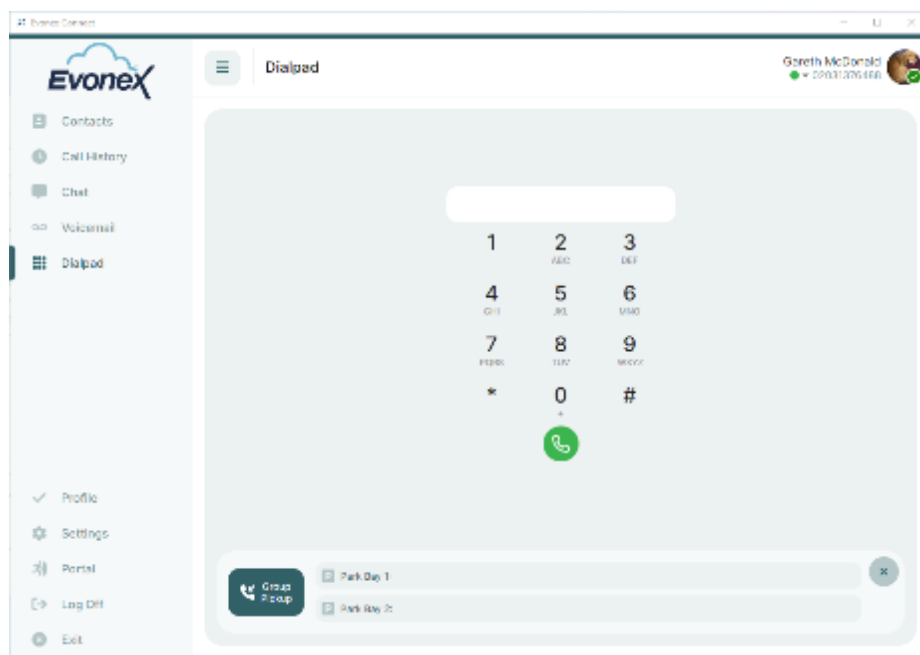 Evonex Connect
Evonex
Dialpad
Gareth McDonald
Contacts
Call History
Chat
Voicemail
Dialpad
1
2
3
ABC
DEF
4
5
6
GHI
JKL
MNO
7
8
9
PQRS
TUV
WXYZ
*
0
#
+
Profile
Settings
Portal
Log Off
Exit
Group
Pickup
Park Bay 1:
Park Bay 2: